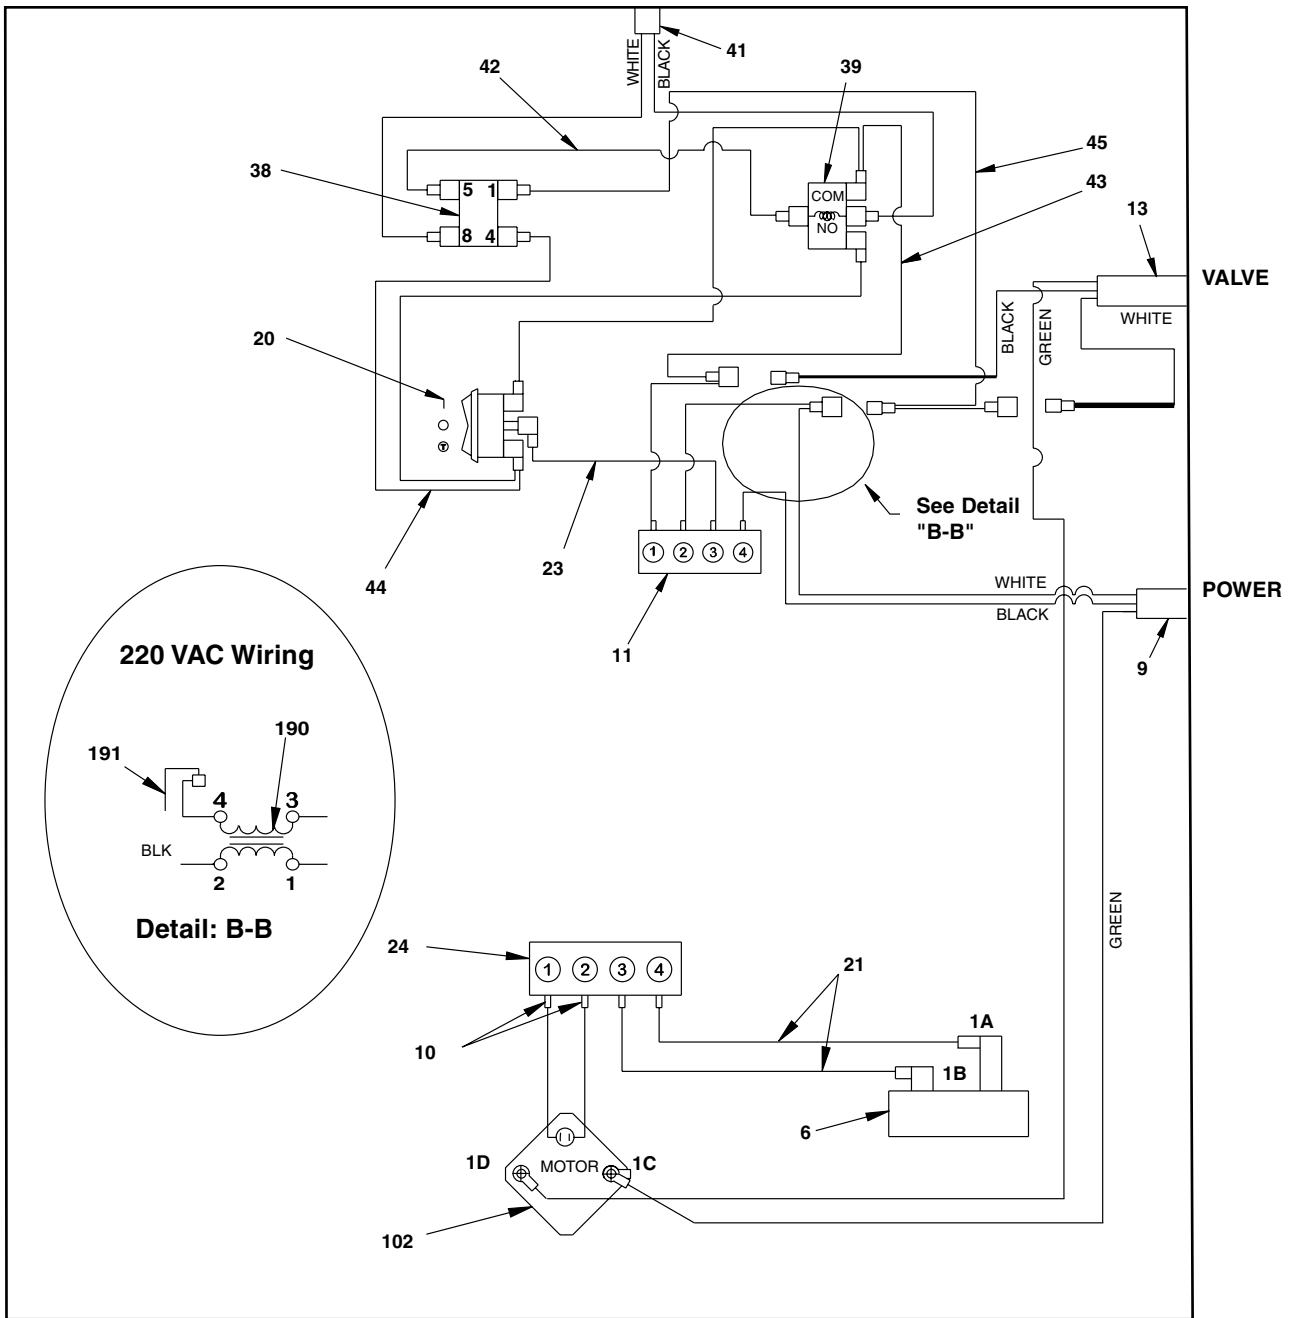 WHITE
BLACK
41
42
39
38
5 1
8 4
COM
NO
45
43
13
VALVE
WHITE
BLACK
GREEN
20
T
See Detail
"B-B"
44
23
1 2 3 4
11
WHITE
BLACK
POWER
9
220 VAC Wiring
190
191
4 3
BLK
2 1
Detail: B-B
GREEN
24
1 2 3 4
21
10
1A
1B
6
1D
MOTOR
1C
102